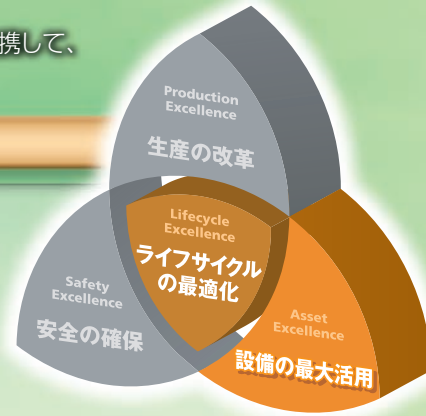 携して、
Production
Excellence
生産の改革
Lifecycle
Excellence
ライフサイクル
の最適化
Safety
Excellence
安全の確保
Asset
Excellence
設備の最大活用